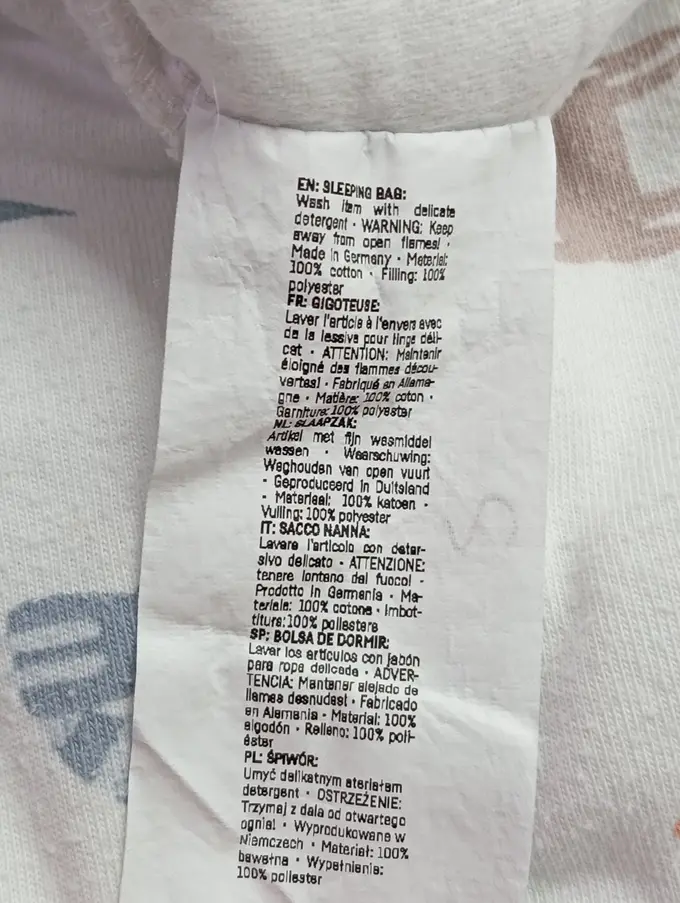 EN: SLEEPING BAG:
Wash item with delicate
detergent · WARNING: Keep
away from open flames! ·
Made in Germany · Material:
100% cotton · Filling: 100%
polyester
FR: GIGOTEUSE:
Laver l'article à l'envers avec
de la lessive pour linge déli-
cat · ATTENTION: Maintenir
éloigné des flammes décou-
vertes! · Fabriqué en Allema-
gne · Matière: 100% coton ·
Garniture: 100% polyester
NL: SLAAPZAK:
Artikel met fijn wasmiddel
wassen · Waarschuwing:
Weghouden van open vuur!
· Geproduceerd in Duitsland
· Materiaal: 100% katoen ·
Vulling: 100% polyester
IT: SACCO NANNA:
Lavare l'articolo con deter-
sivo delicato · ATTENZIONE:
tenere lontano dal fuoco! ·
Prodotto in Germania · Ma-
teriale: 100% cotone · Imbot-
titura: 100% poliestere
SP: BOLSA DE DORMIR:
Lavar los artículos con jabón
para ropa delicada · ADVER-
TENCIA: Mantener alejado de
llamas desnudas! · Fabricado
en Alemania · Material: 100%
algodón · Relleno: 100% poli-
éster
PL: ŚPIWÓR:
Umyć delikatnym
detergent · OSTRZEŻENIE:
Trzymaj z dala od otwartego
ognia! · Wyprodukowane w
Niemczech · Materiał: 100%
bawełna · Wypełnienie:
100% poliester